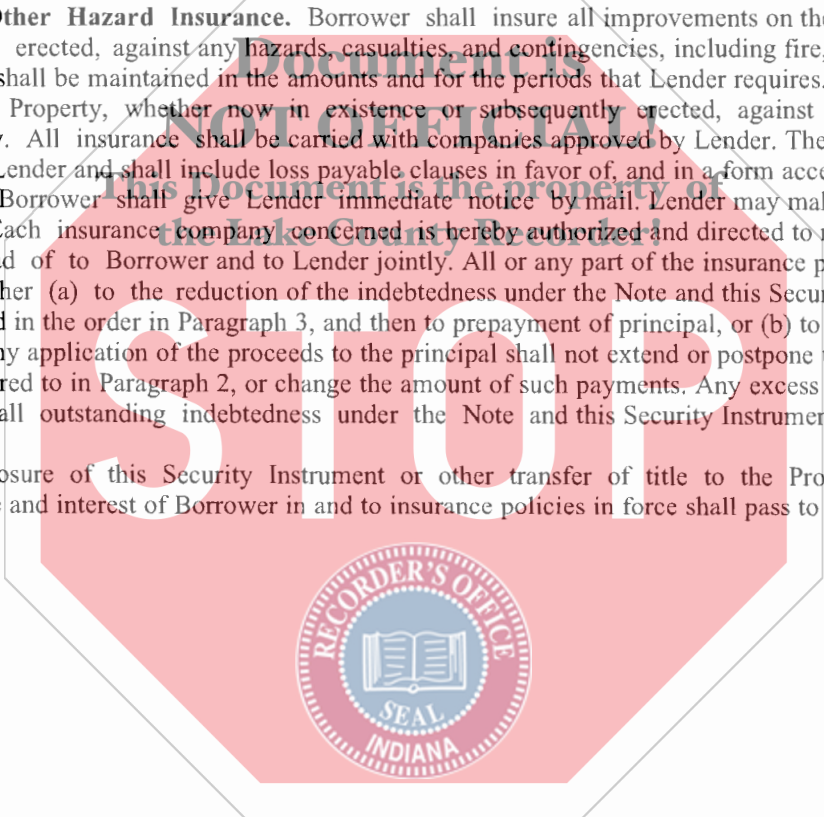 ther Hazard Insurance. Borrower shall insure all improvements on the
erected, against any hazards, casualties, and contingencies, including fire,
shall be maintained in the amounts and for the periods that Lender requires.
Property, whether now in existence or subsequently erected, against
. All insurance shall be carried with companies approved by Lender. The
Lender and shall include loss payable clauses in favor of, and in a form acce
Borrower shall give Lender immediate notice by mail. Lender may mal
Each insurance company concerned is hereby authorized and directed to
d of to Borrower and to Lender jointly. All or any part of the insurance p
her (a) to the reduction of the indebtedness under the Note and this Secur
d in the order in Paragraph 3, and then to prepayment of principal, or (b) to
ny application of the proceeds to the principal shall not extend or postpone
red to in Paragraph 2, or change the amount of such payments. Any excess
all outstanding indebtedness under the Note and this Security Instrumer
osure of this Security Instrument or other transfer of title to the Pro
and interest of Borrower in and to insurance policies in force shall pass to
Document is
NOT OFFICIAL!
This Document is the property of
the Lake County Recorder!
STOP
RECORDER'S OFFICE
SEAL
INDIANA